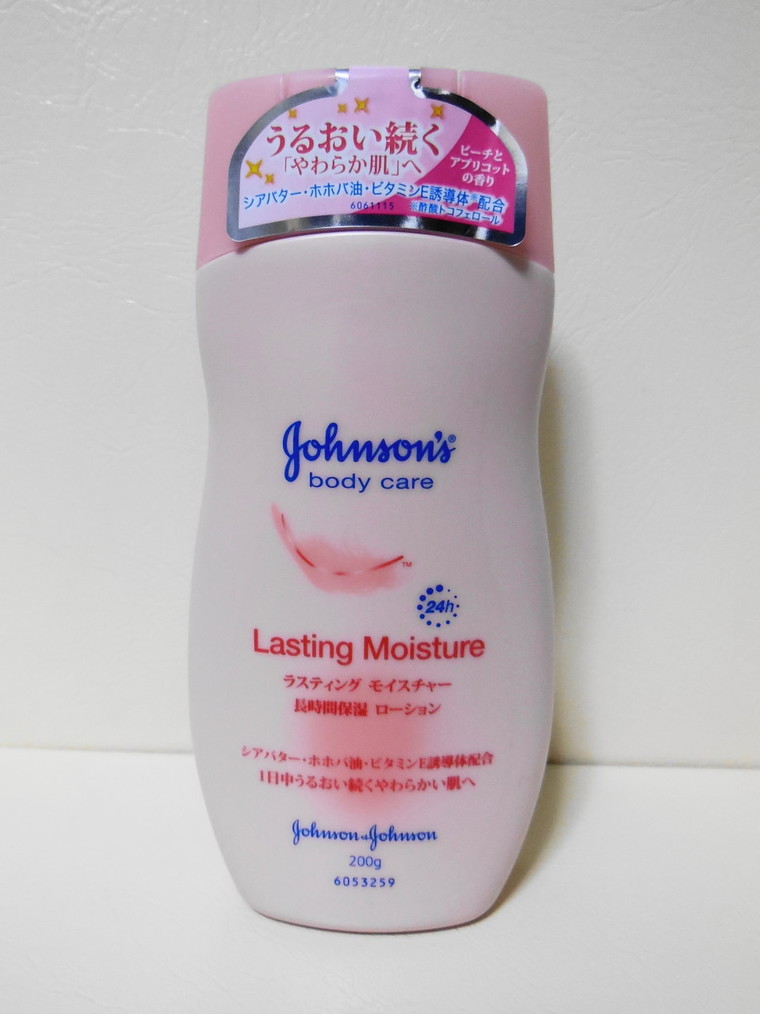 うるおい続く
「やわらか肌」へ
ピーチと
アプリコット
の香り
シアバター・ホホバ油・ビタミンE誘導体※配合
6061115 ※酢酸トコフェロール
Johnson's®
body care
TM
24h
Lasting Moisture
ラスティング モイスチャー
長時間保湿 ローション
シアバター・ホホバ油・ビタミンE誘導体配合
1日中うるおい続くやわらかい肌へ
Johnson & Johnson
200g
6053259